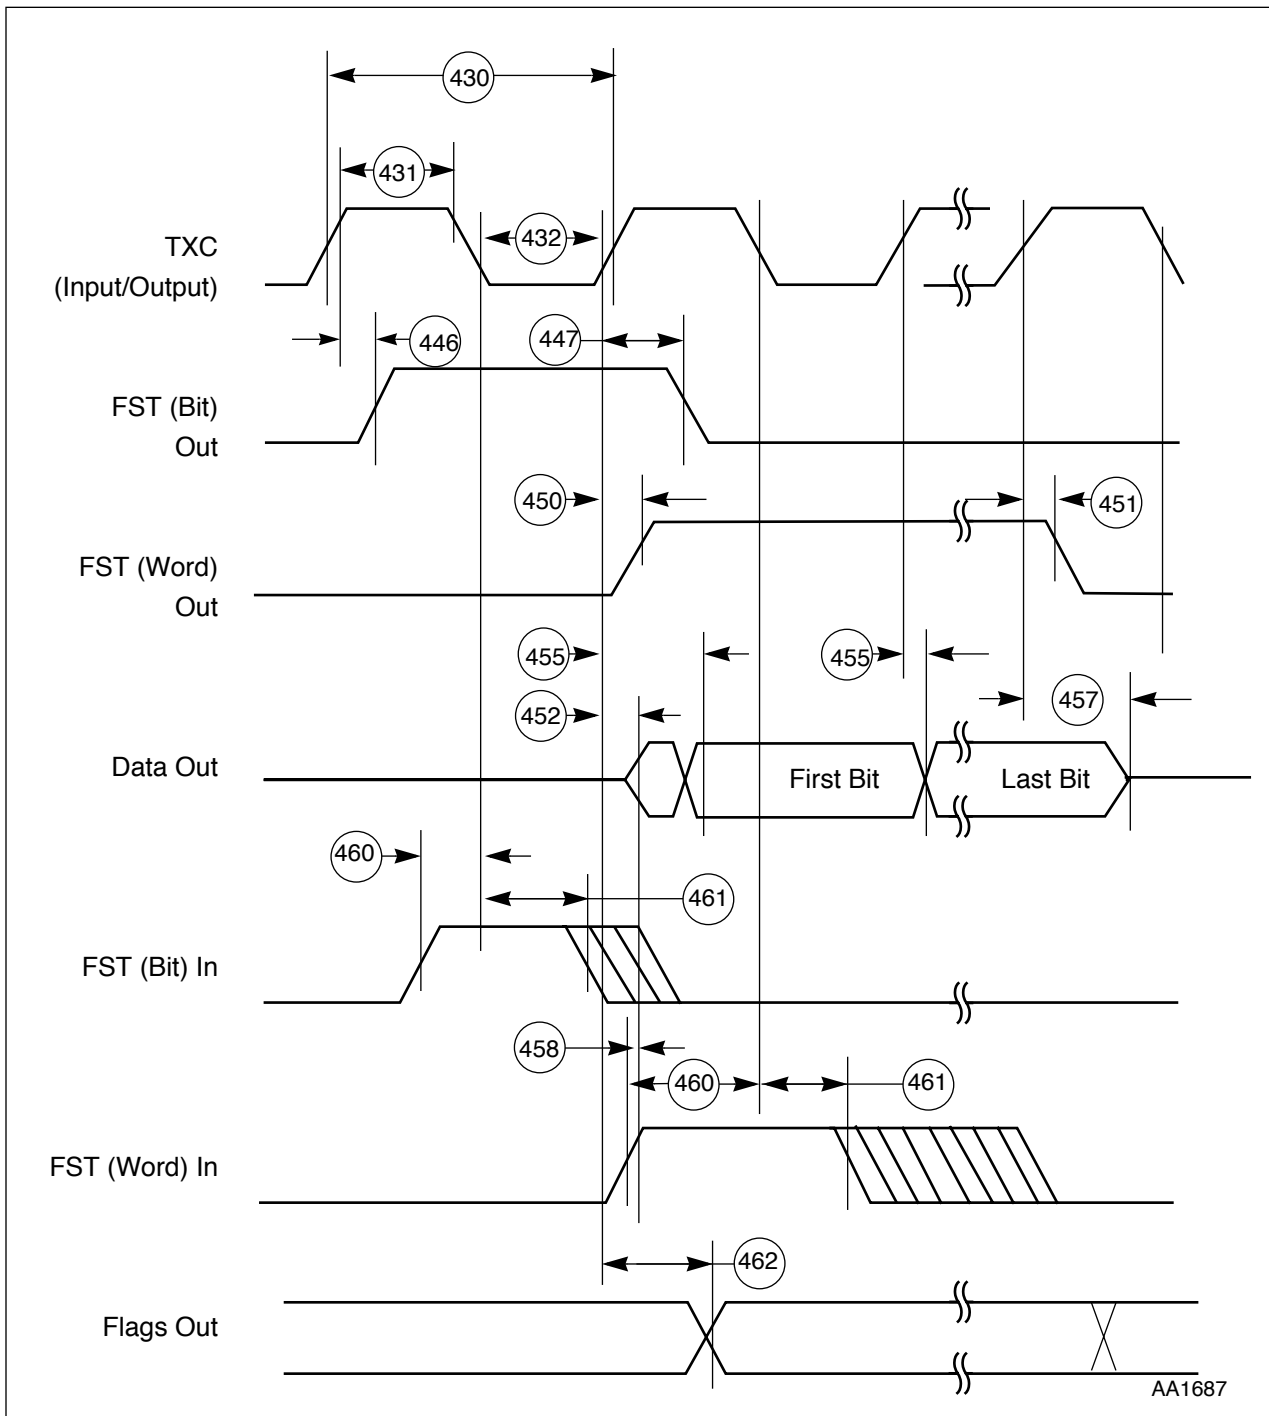 430
431
432
TXC
(Input/Output)
446
447
FST (Bit)
Out
450
451
FST (Word)
Out
455
455
457
452
Data Out
First Bit
Last Bit
460
461
FST (Bit) In
458
460
461
FST (Word) In
462
Flags Out
AA1687